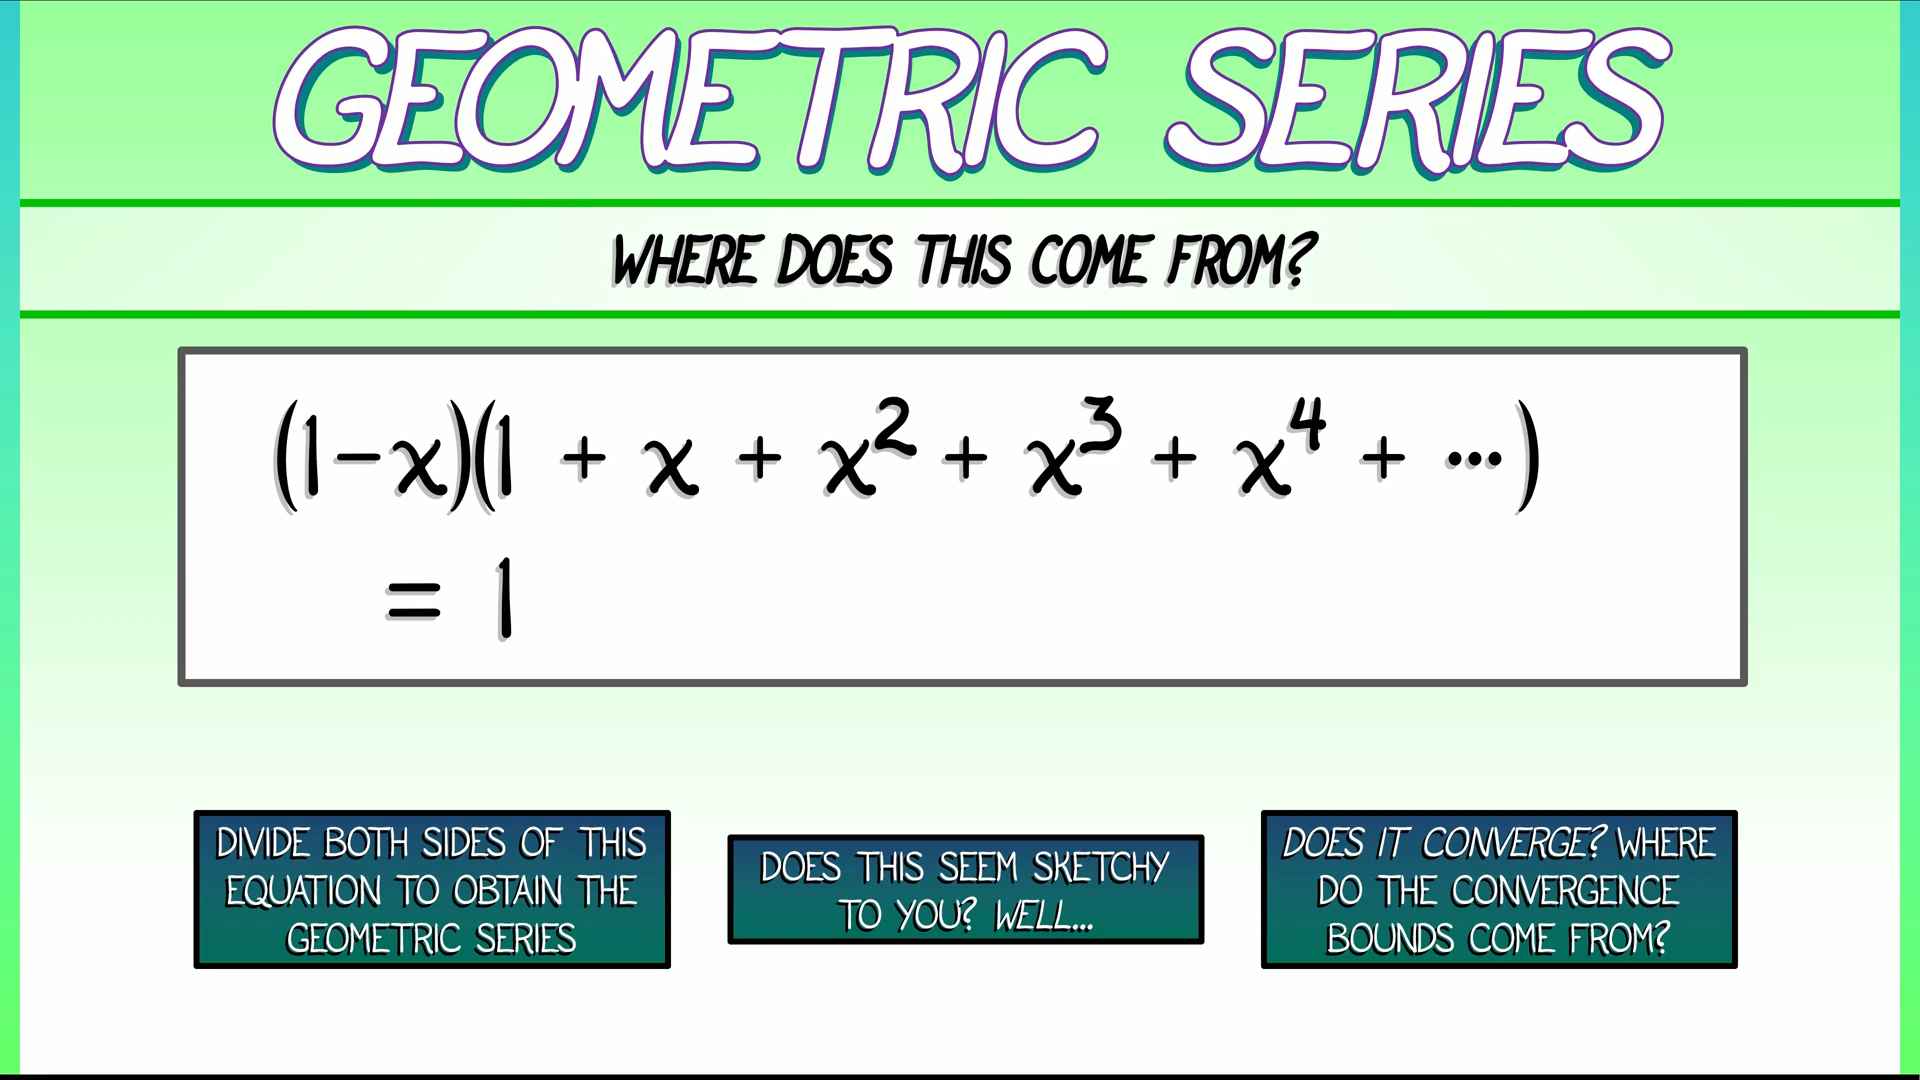 GEOMETRIC SERIES
WHERE DOES THIS COME FROM?
(1-x)(1 + x + x² + x³ + x⁴ + ⋯)
= 1
DIVIDE BOTH SIDES OF THIS
EQUATION TO OBTAIN THE
GEOMETRIC SERIES
DOES THIS SEEM SKETCHY
TO YOU? WELL...
DOES IT CONVERGE? WHERE
DO THE CONVERGENCE
BOUNDS COME FROM?